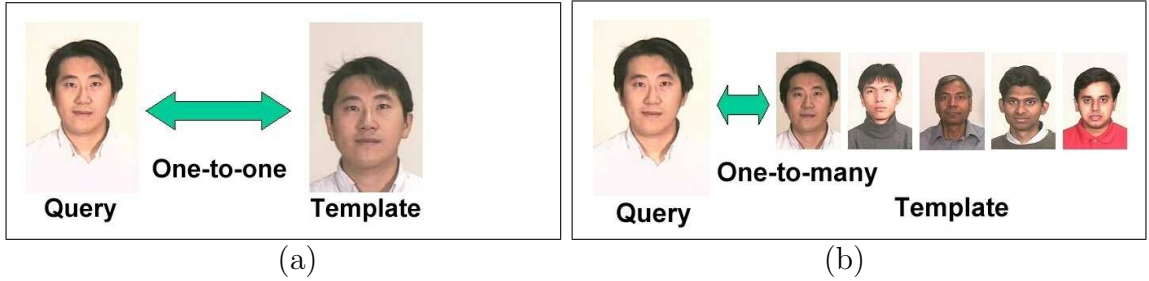 One-to-one
Query
Template
(a)
One-to-many
Query
Template
(b)